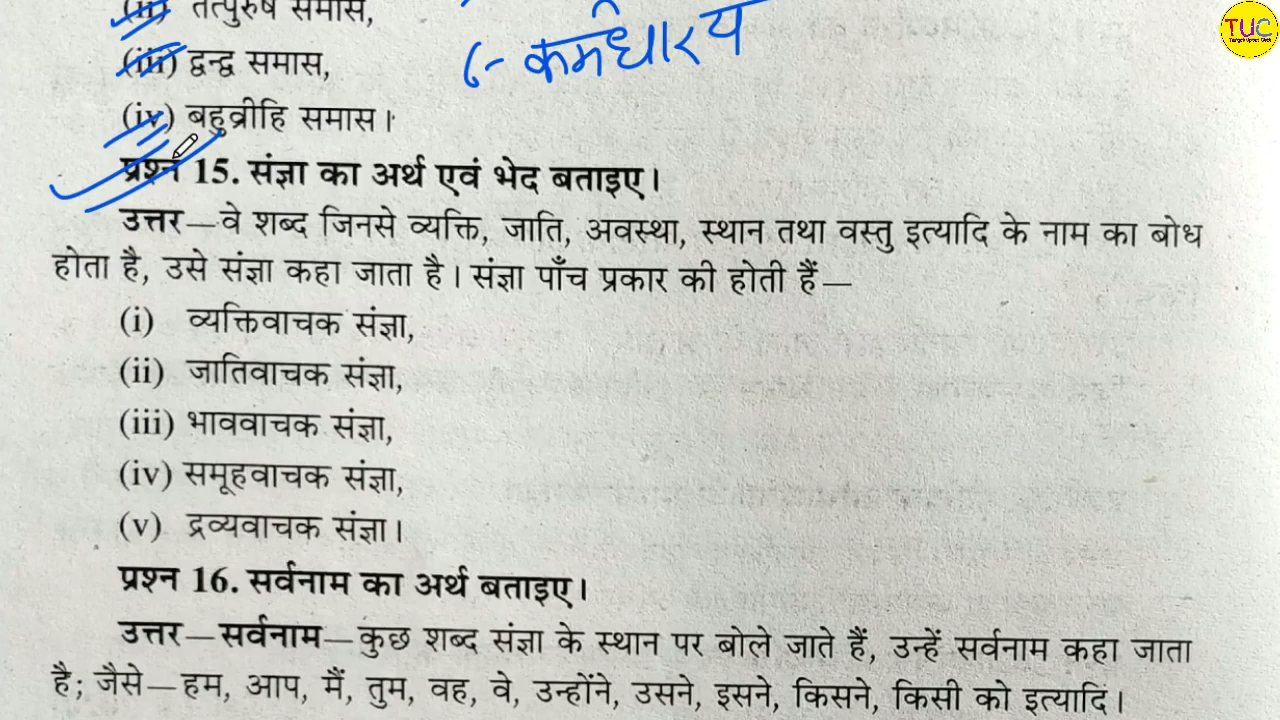 (ii) तत्पुरुष समास,
(iii) द्वन्द्व समास,
६- कर्मधारय
(iv) बहुव्रीहि समास।
प्रश्न 15. संज्ञा का अर्थ एवं भेद बताइए।
उत्तर—वे शब्द जिनसे व्यक्ति, जाति, अवस्था, स्थान तथा वस्तु इत्यादि के नाम का बोध
होता है, उसे संज्ञा कहा जाता है। संज्ञा पाँच प्रकार की होती हैं—
(i) व्यक्तिवाचक संज्ञा,
(ii) जातिवाचक संज्ञा,
(iii) भाववाचक संज्ञा,
(iv) समूहवाचक संज्ञा,
(v) द्रव्यवाचक संज्ञा।
प्रश्न 16. सर्वनाम का अर्थ बताइए।
उत्तर—सर्वनाम—कुछ शब्द संज्ञा के स्थान पर बोले जाते हैं, उन्हें सर्वनाम कहा जाता
है; जैसे—हम, आप, मैं, तुम, वह, वे, उन्होंने, उसने, इसने, किसने, किसी को इत्यादि।
TUC